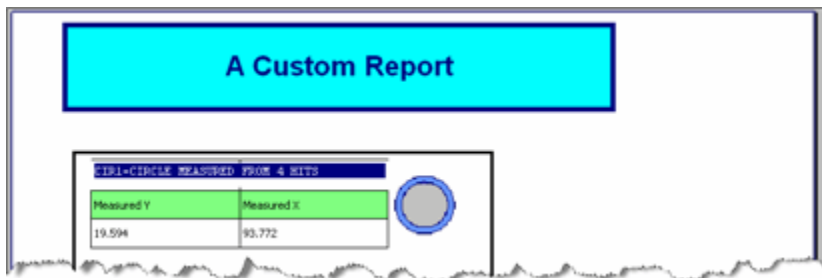 A Custom Report
CIR1=CIRCLE MEASURED FROM 4 HITS
Measured Y Measured X
19.594 93.772